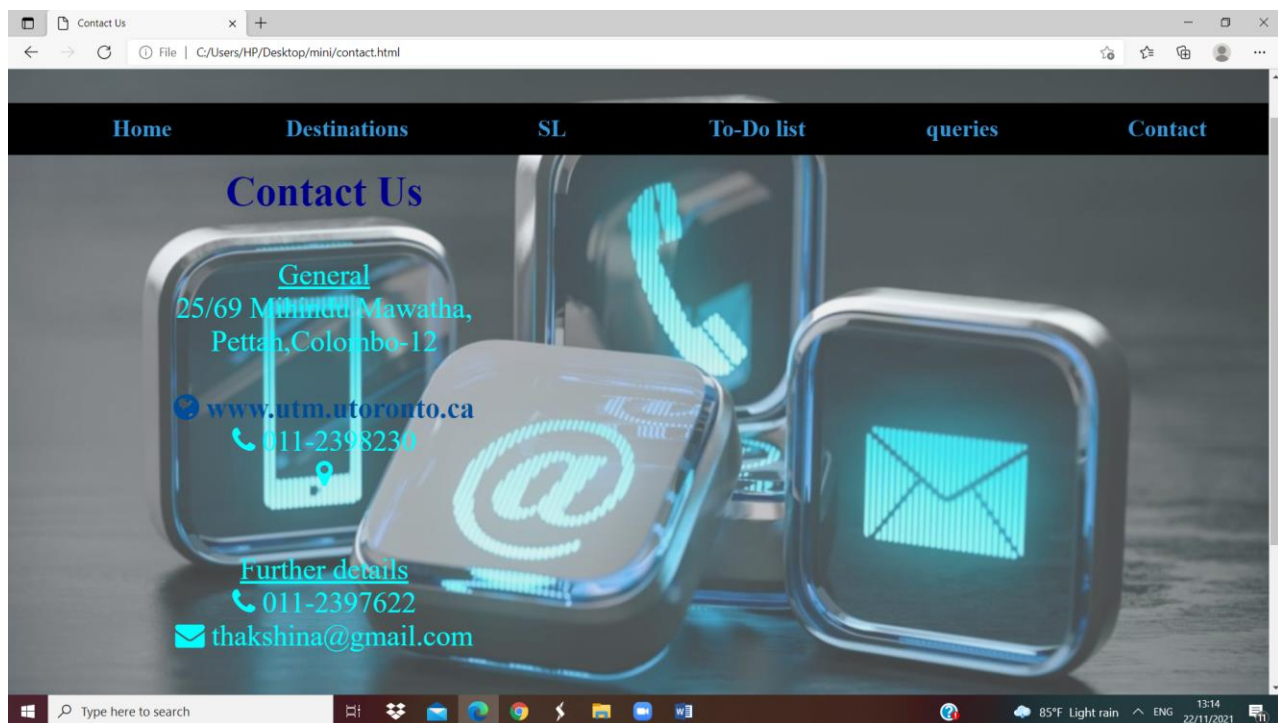 Contact Us
File | C:/Users/HP/Desktop/mini/contact.html
Home Destinations SL To-Do list queries Contact
Contact Us
General
25/69 Mihindu Mawatha,
Pettah,Colombo-12
www.utm.utoronto.ca
011-2398230
Further details
011-2397622
thakshina@gmail.com
Type here to search
85°F Light rain ENG 13:14
22/11/2021